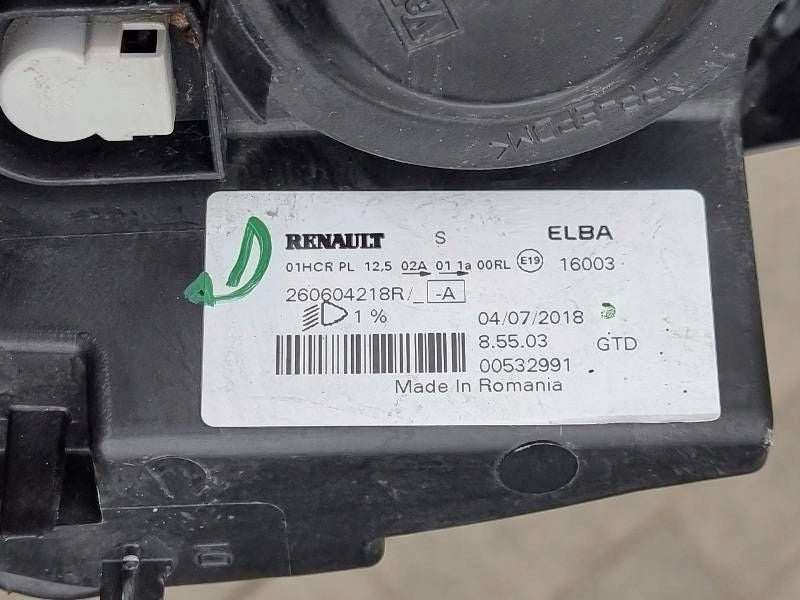 RENAULT S ELBA
01HCR PL 12,5 02A 01 1a 00RL E19 16003
260604218R/_ -A
1 % 04/07/2018
8.55.03 GTD
00532991
Made In Romania